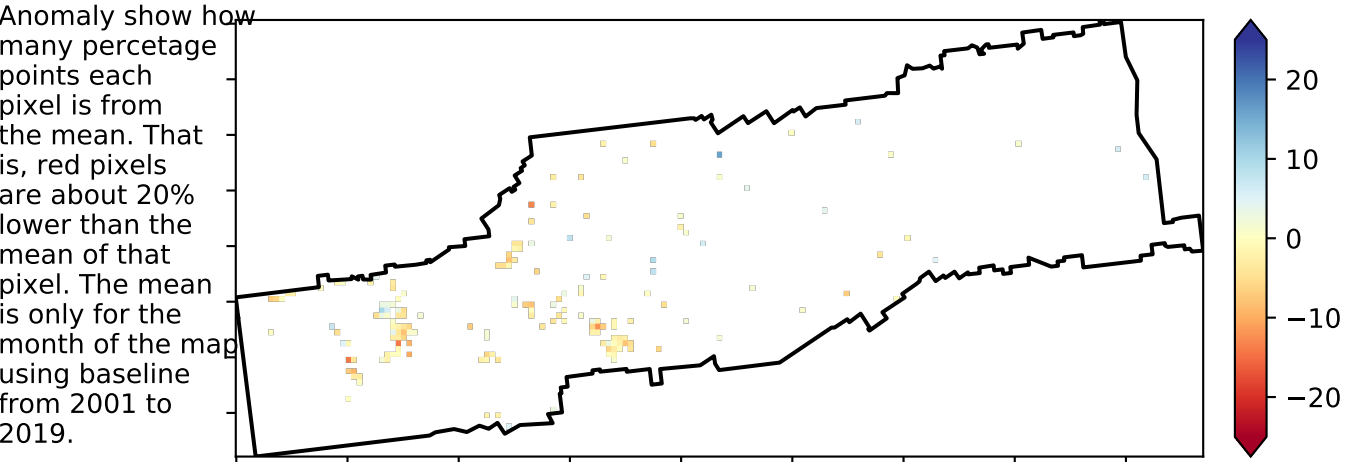 Anomaly show how
many percetage
points each
pixel is from
the mean. That
is, red pixels
are about 20%
lower than the
mean of that
pixel. The mean
is only for the
month of the map
using baseline
from 2001 to
2019.
20
10
0
−10
−20